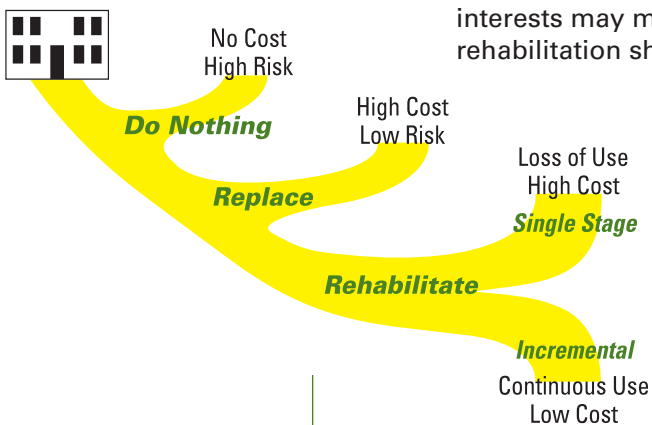 interests may m
rehabilitation sh
No Cost
High Risk
Do Nothing
High Cost
Low Risk
Replace
Loss of Use
High Cost
Single Stage
Rehabilitate
Incremental
Continuous Use
Low Cost